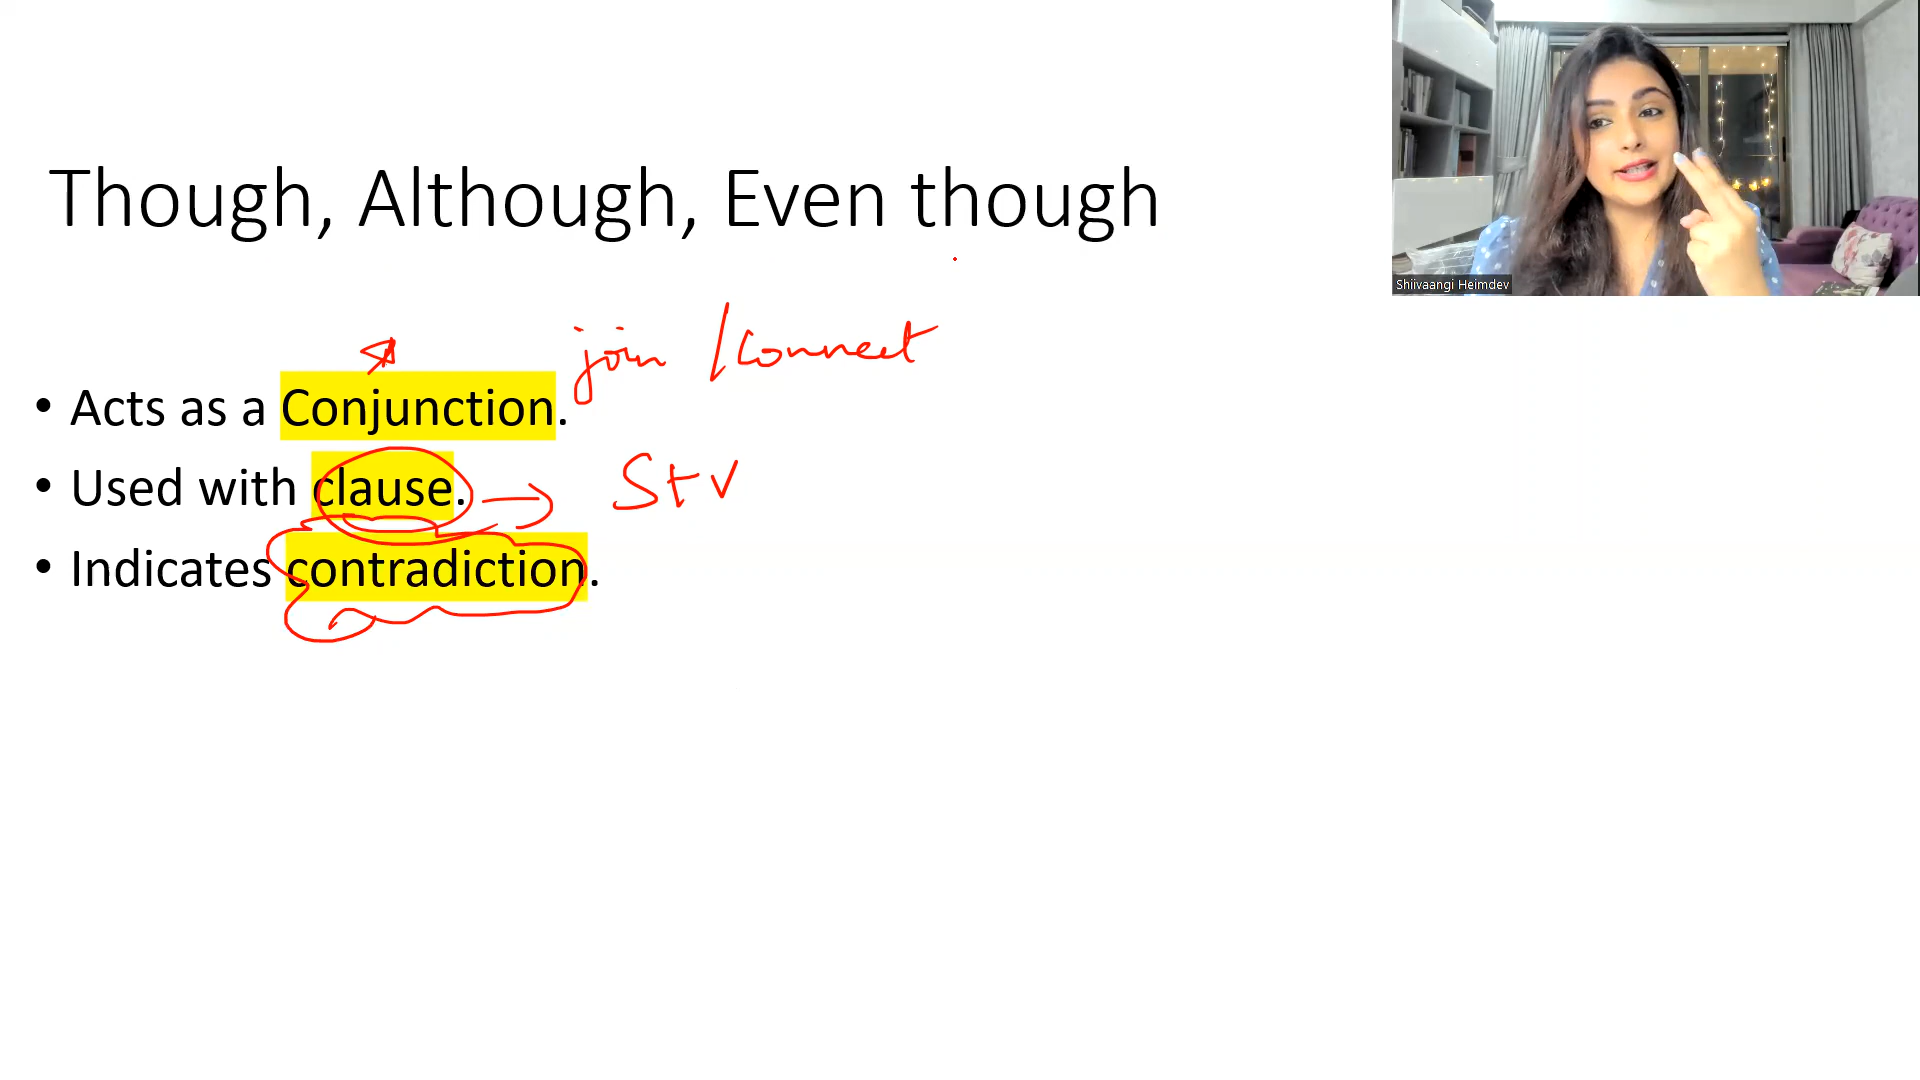 Shiivaangi Heimdev
Though, Although, Even though
join / Connect
• Acts as a Conjunction.
• Used with clause. → S+V
• Indicates contradiction.